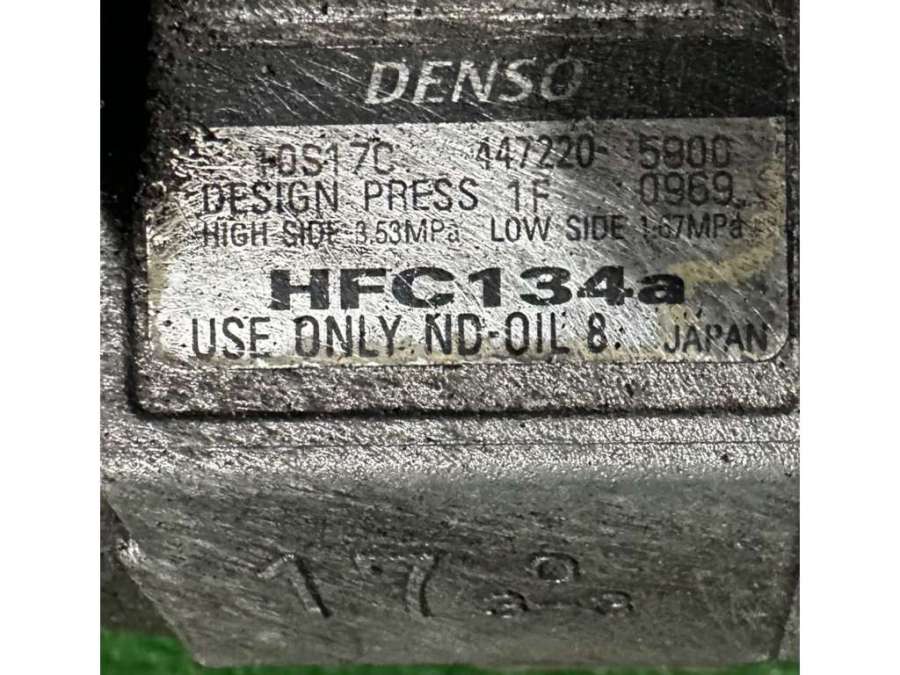 DENSO
10S17C 447220- 5900
DESIGN PRESS 1F 0969
HIGH SIDE 3.53MPa LOW SIDE 1.67MPa
HFC134a
USE ONLY ND-OIL 8. JAPAN
17